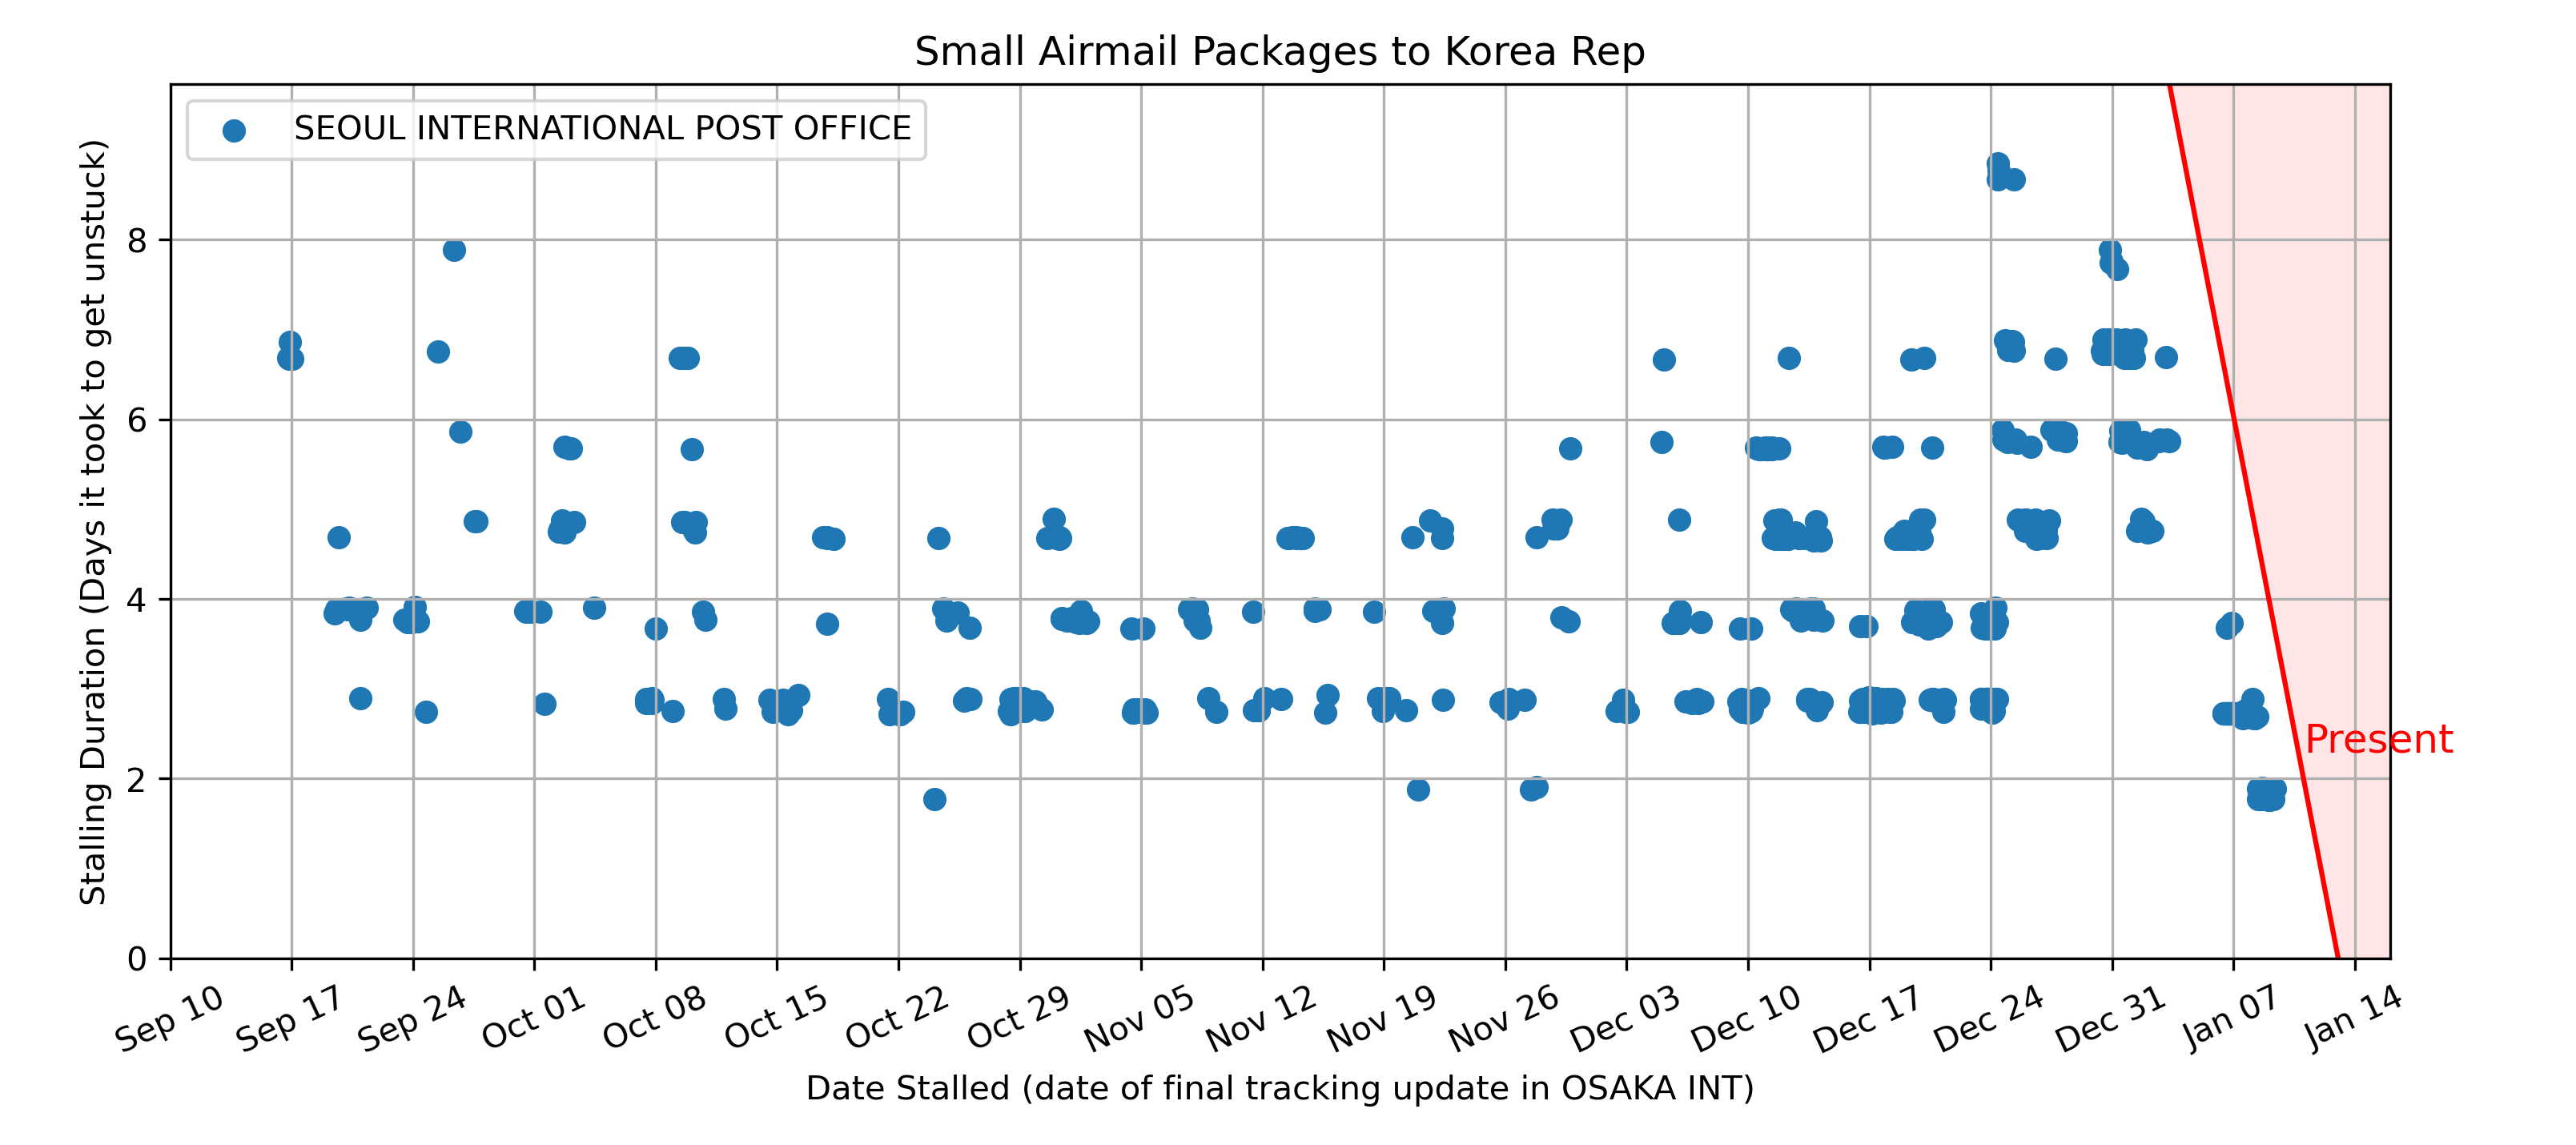 Small Airmail Packages to Korea Rep
SEOUL INTERNATIONAL POST OFFICE
Stalling Duration (Days it took to get unstuck)
8
6
4
2
0
Present
Sep 10
Sep 17
Sep 24
Oct 01
Oct 08
Oct 15
Oct 22
Oct 29
Nov 05
Nov 12
Nov 19
Nov 26
Dec 03
Dec 10
Dec 17
Dec 24
Dec 31
Jan 07
Jan 14
Date Stalled (date of final tracking update in OSAKA INT)